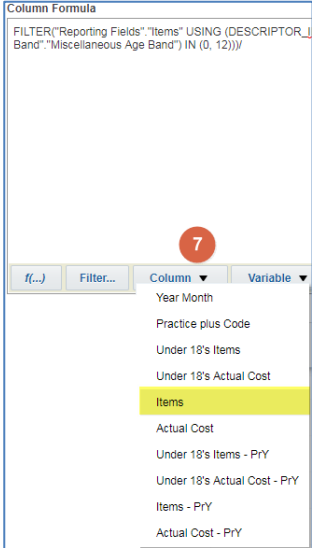 Column Formula
FILTER("Reporting Fields"."Items" USING (DESCRIPTOR_I
Band"."Miscellaneous Age Band") IN (0, 12)))/
7
f(...) Filter... Column ▼ Variable ▼
Year Month
Practice plus Code
Under 18's Items
Under 18's Actual Cost
Items
Actual Cost
Under 18's Items - PrY
Under 18's Actual Cost - PrY
Items - PrY
Actual Cost - PrY